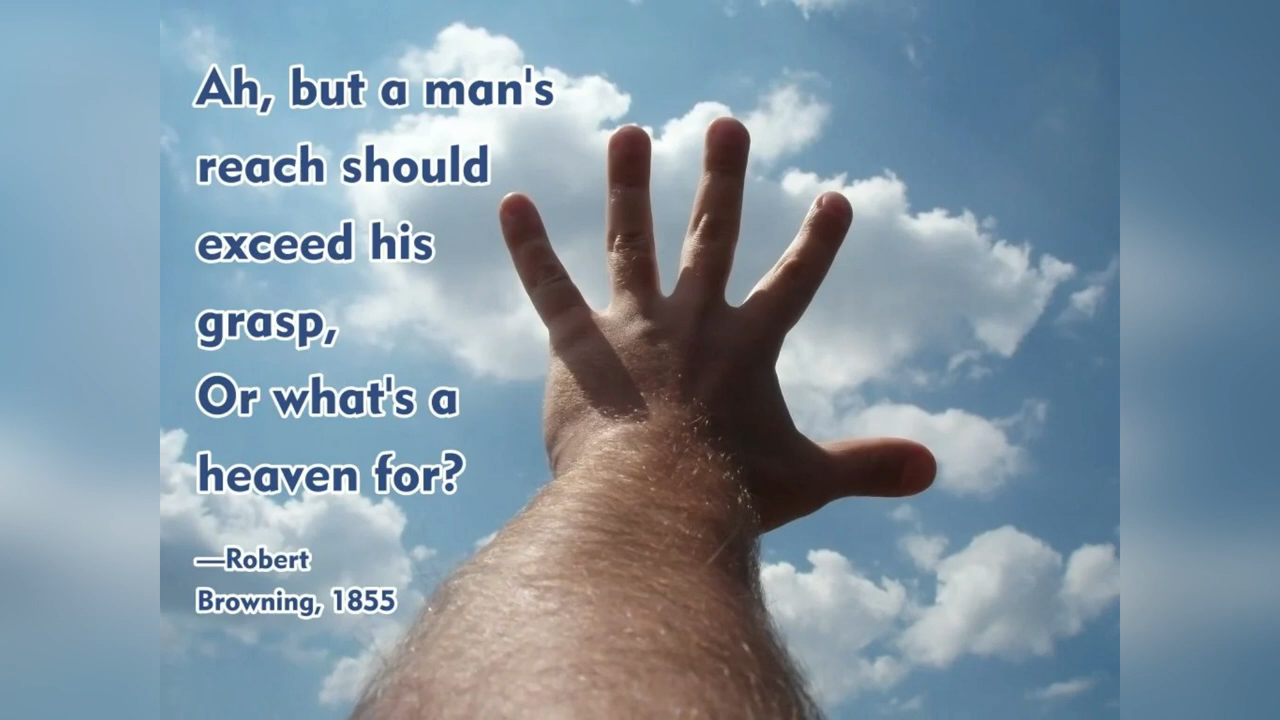 Ah, but a man's
reach should
exceed his
grasp,
Or what's a
heaven for?
—Robert
Browning, 1855